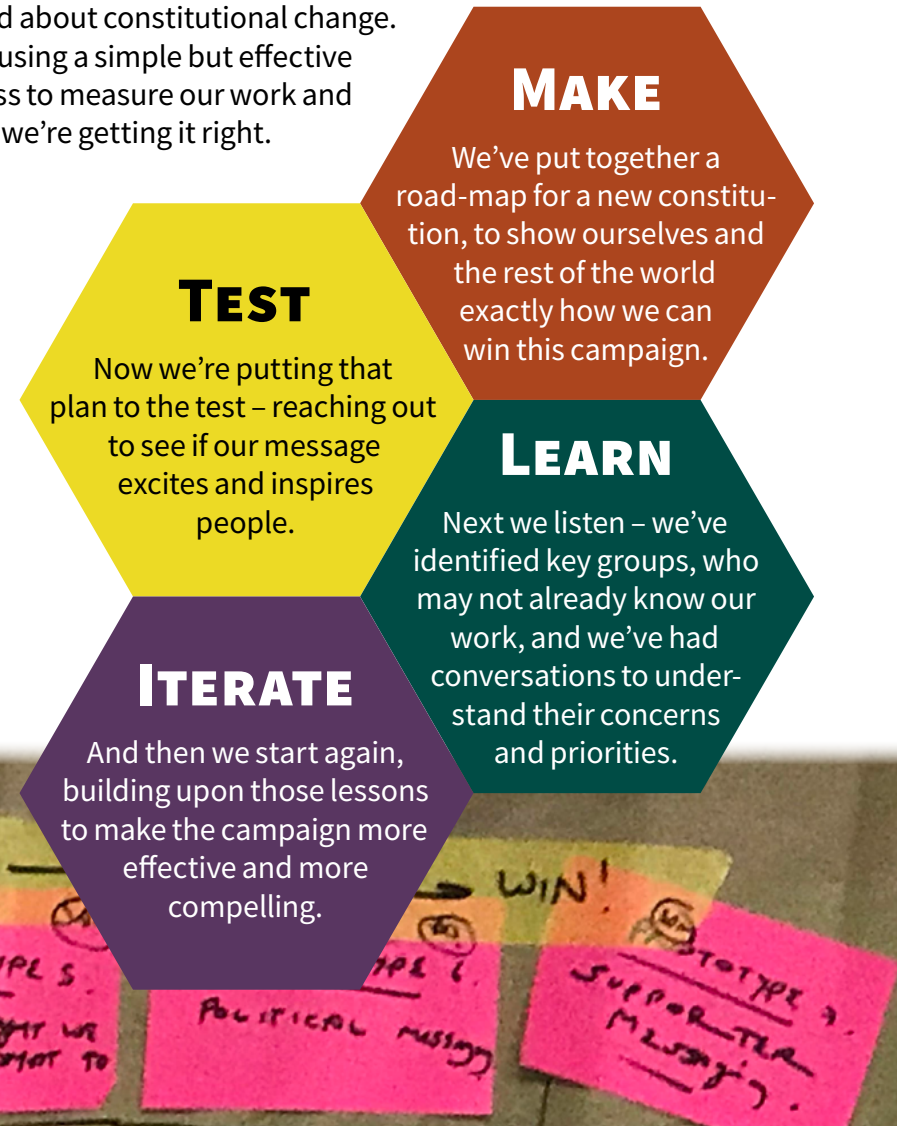 d about constitutional change.
using a simple but effective
ss to measure our work and
we’re getting it right.
MAKE
We’ve put together a
road-map for a new constitu-
tion, to show ourselves and
the rest of the world
exactly how we can
win this campaign.
TEST
Now we’re putting that
plan to the test – reaching out
to see if our message
excites and inspires
people.
LEARN
Next we listen – we’ve
identified key groups, who
may not already know our
work, and we’ve had
conversations to under-
stand their concerns
and priorities.
ITERATE
And then we start again,
building upon those lessons
to make the campaign more
effective and more
compelling.
WIN!
POLITICAL
TOTYPE
SUPPORTER
Messaging.